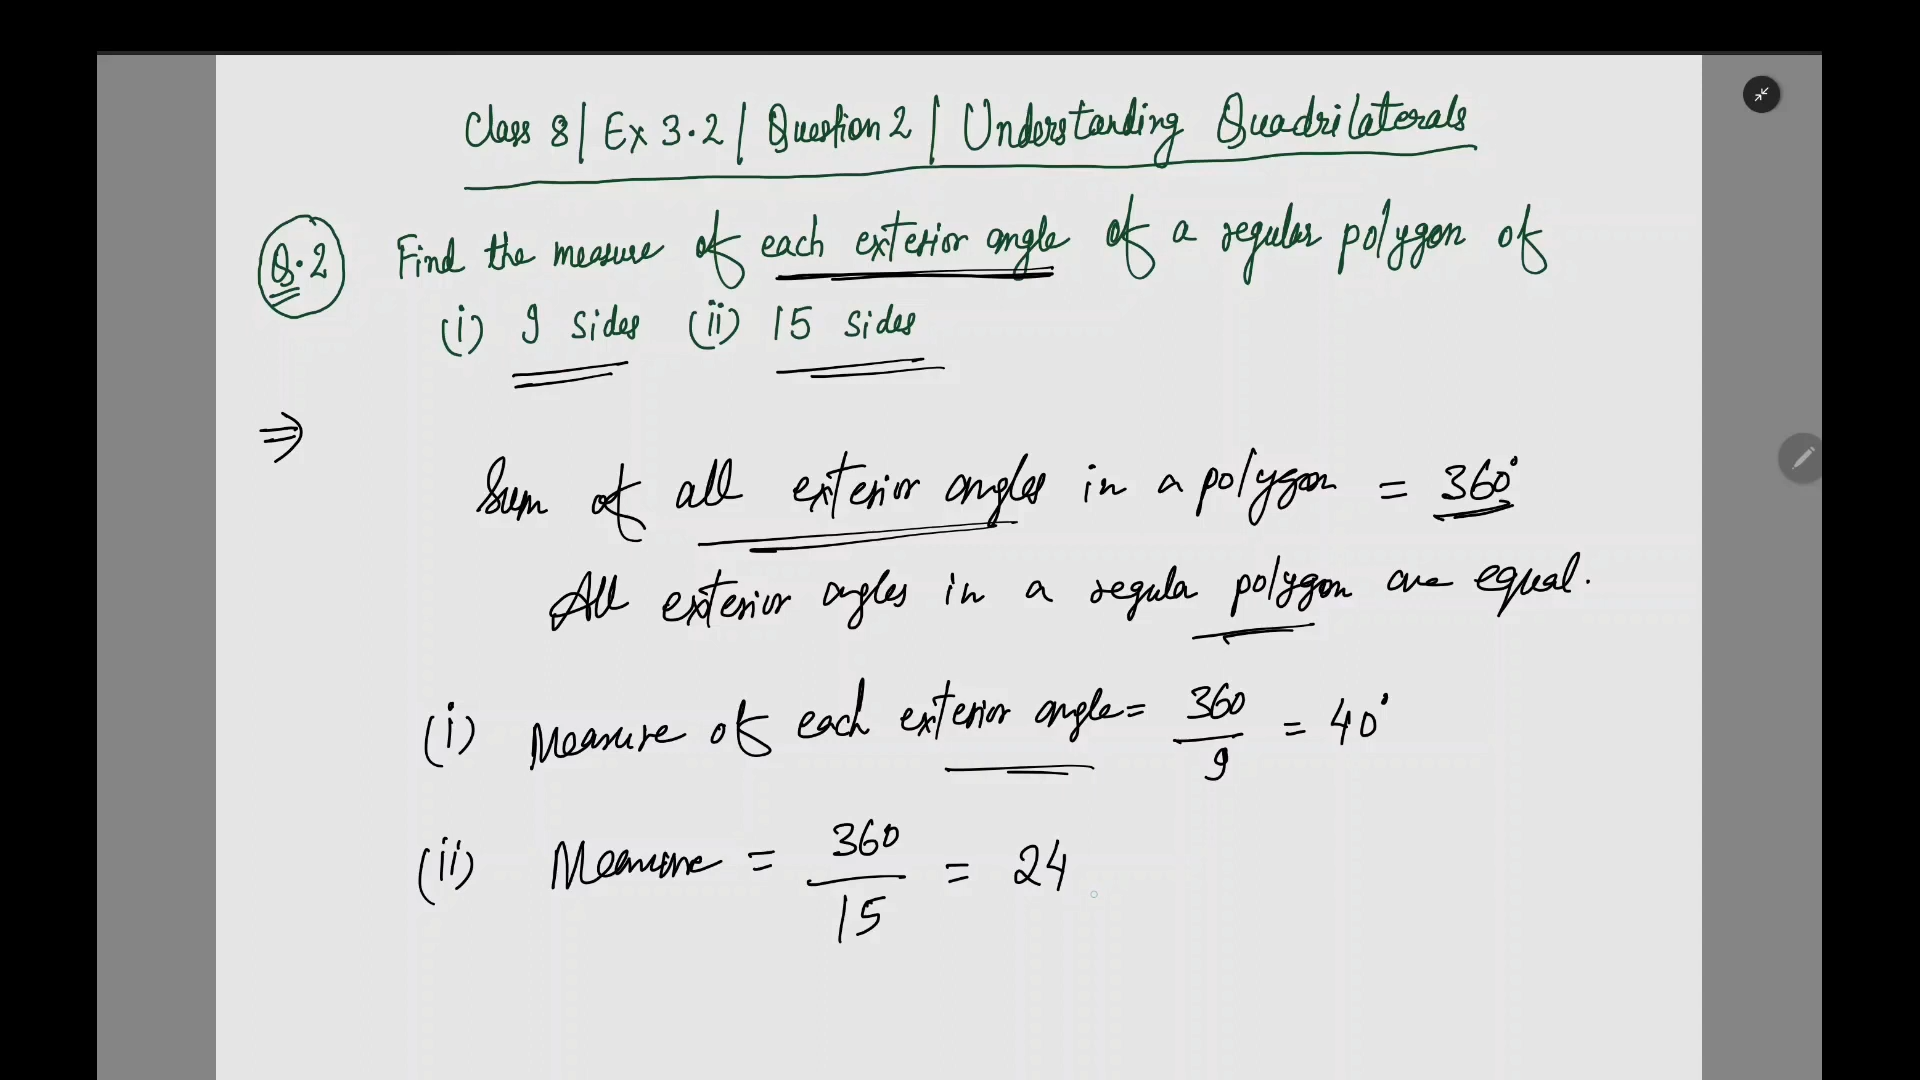 Class 8 | Ex 3.2 | Question 2 | Understanding Quadrilaterals
Q.2 Find the measure of each exterior angle of a regular polygon of
(i) 9 sides (ii) 15 sides
⇒
Sum of all exterior angles in a polygon = 360°
All exterior angles in a regular polygon are equal.
(i) Measure of each exterior angle = 360/9 = 40°
(ii) Measure = 360/15 = 24